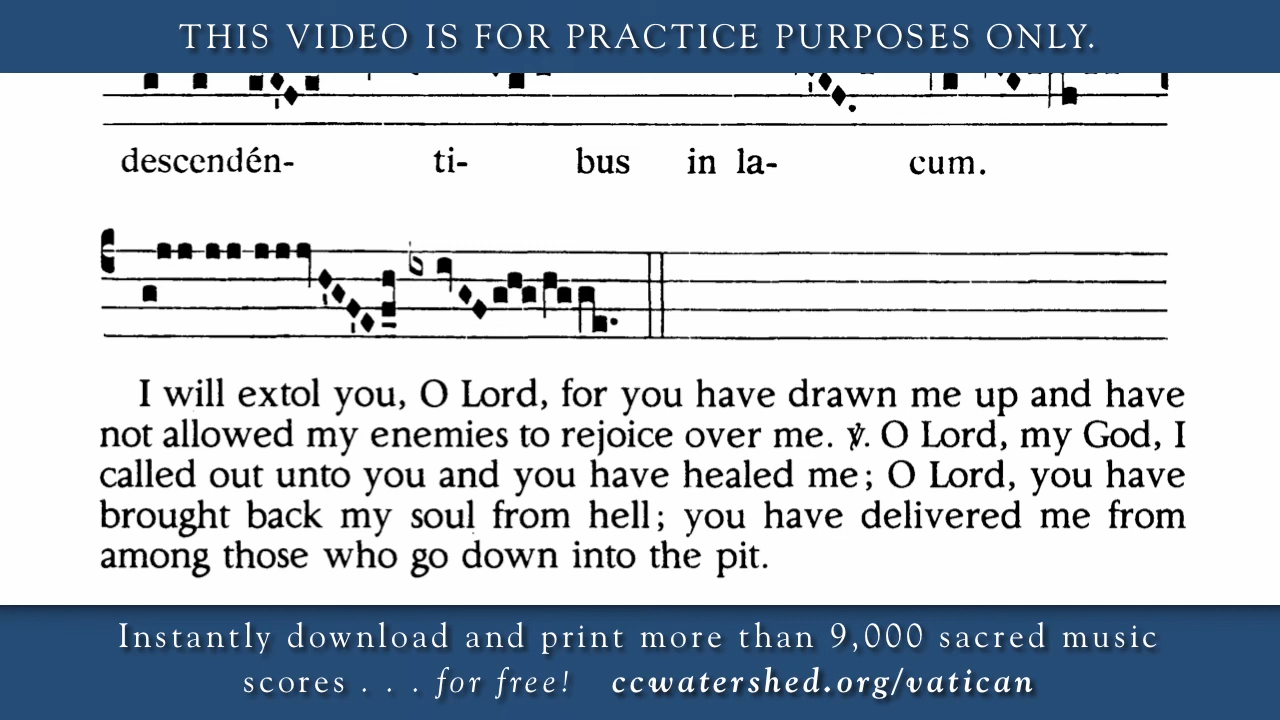 THIS VIDEO IS FOR PRACTICE PURPOSES ONLY.
descendén- ti- bus in la- cum.
I will extol you, O Lord, for you have drawn me up and have
not allowed my enemies to rejoice over me. ℣. O Lord, my God, I
called out unto you and you have healed me; O Lord, you have
brought back my soul from hell; you have delivered me from
among those who go down into the pit.
Instantly download and print more than 9,000 sacred music
scores . . . for free! ccwatershed.org/vatican